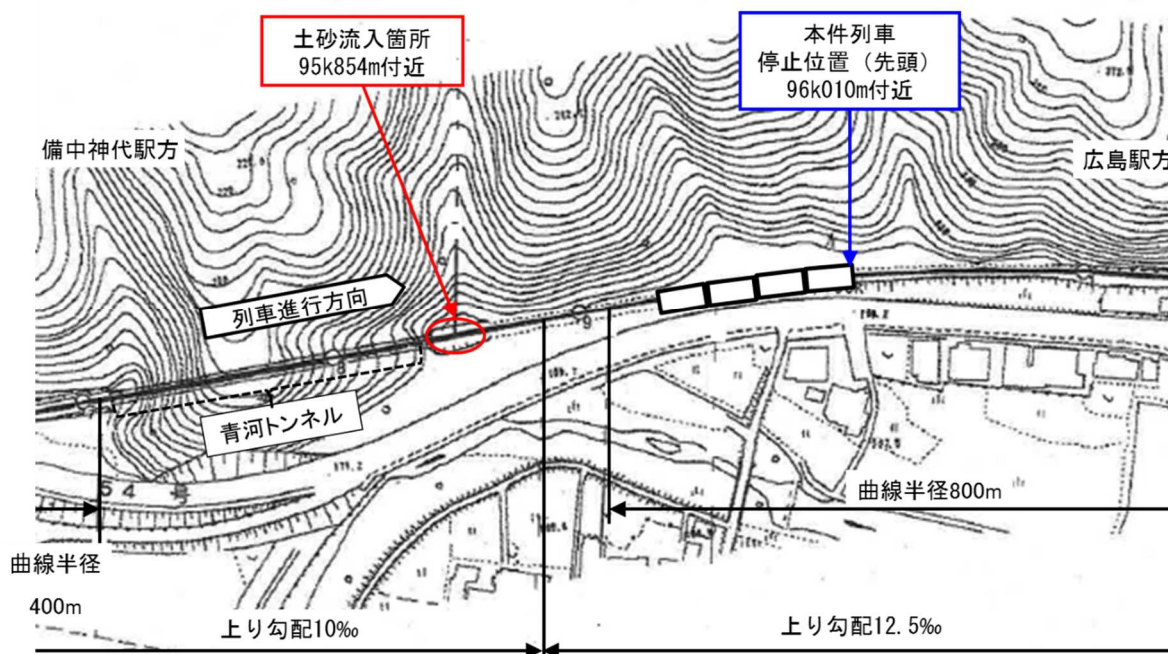 土砂流入箇所
95k854m付近
本件列車
停止位置（先頭）
96k010m付近
備中神代駅方
広島駅方
列車進行方向
青河トンネル
54号
曲線半径800m
曲線半径
400m
上り勾配10‰
上り勾配12.5‰